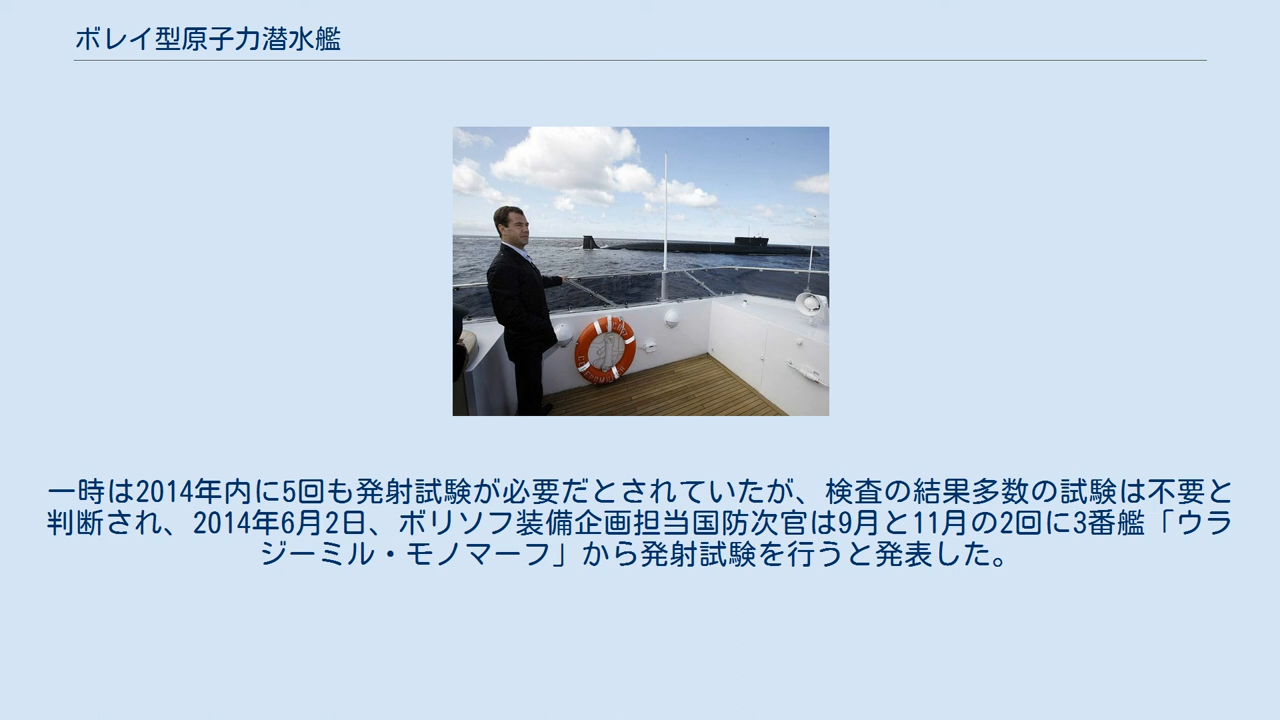 ボレイ型原子力潜水艦
一時は2014年内に5回も発射試験が必要だとされていたが、検査の結果多数の試験は不要と
判断され、2014年6月2日、ボリソフ装備企画担当国防次官は9月と11月の2回に3番艦「ウラ
ジーミル・モノマーフ」から発射試験を行うと発表した。